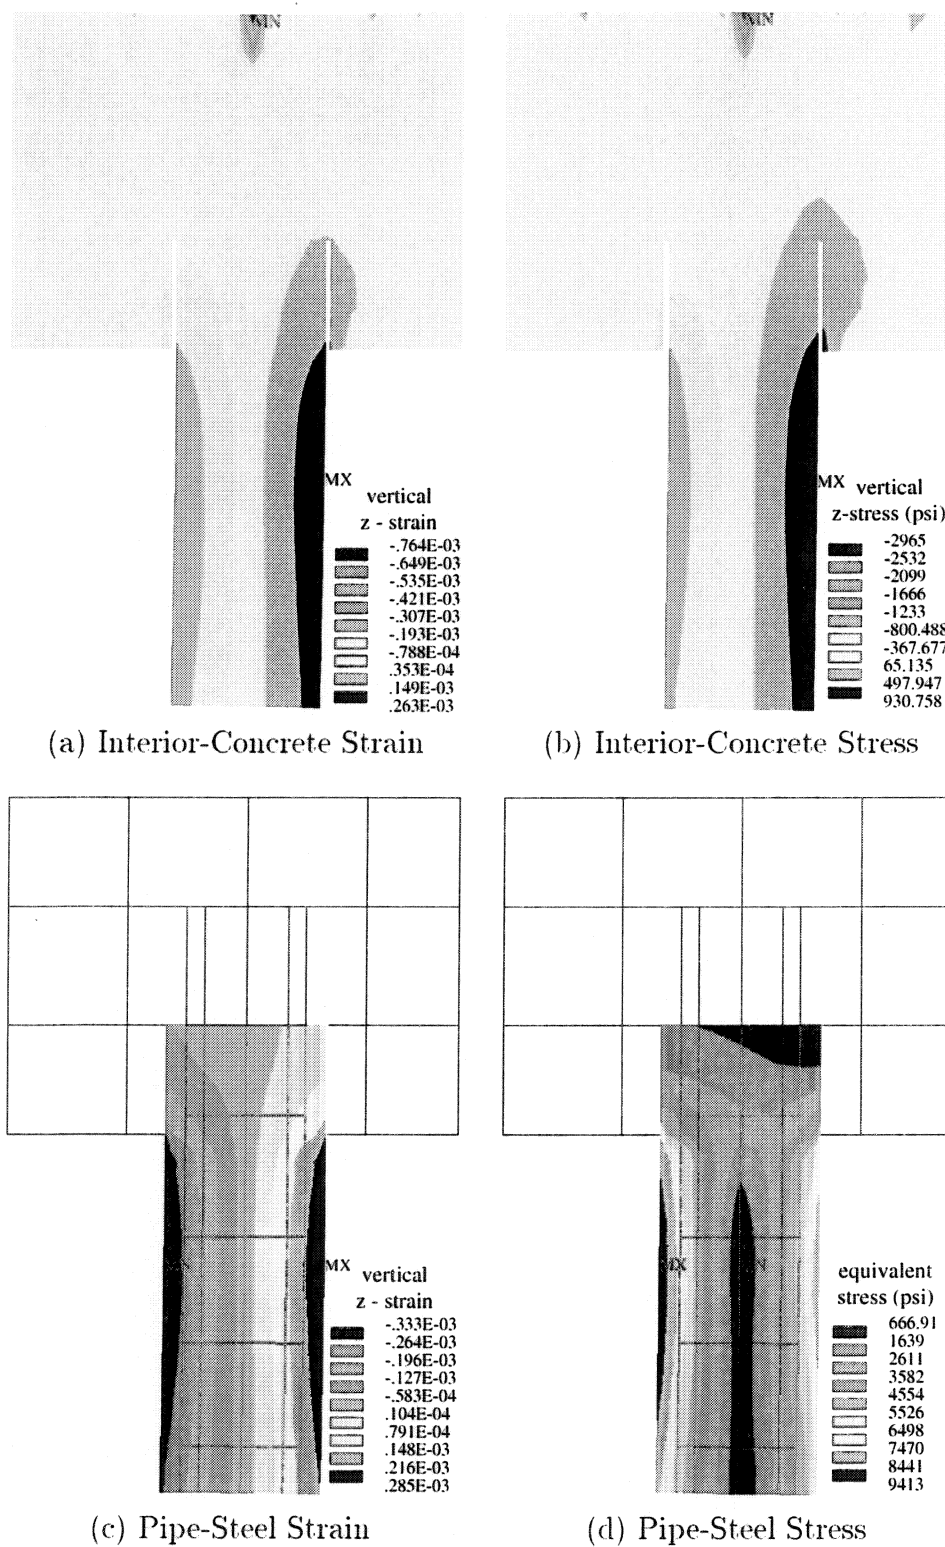 MN
MN
MX
vertical
z - strain
-.764E-03
-.649E-03
-.535E-03
-.421E-03
-.307E-03
-.193E-03
-.788E-04
.353E-04
.149E-03
.263E-03
MX
vertical
z-stress (psi)
-2965
-2532
-2099
-1666
-1233
-800.488
-367.677
65.135
497.947
930.758
(a) Interior-Concrete Strain
(b) Interior-Concrete Stress
MX
vertical
z - strain
-.333E-03
-.264E-03
-.196E-03
-.127E-03
-.583E-04
.104E-04
.791E-04
.148E-03
.216E-03
.285E-03
MX
equivalent
stress (psi)
666.91
1639
2611
3582
4554
5526
6498
7470
8441
9413
(c) Pipe-Steel Strain
(d) Pipe-Steel Stress